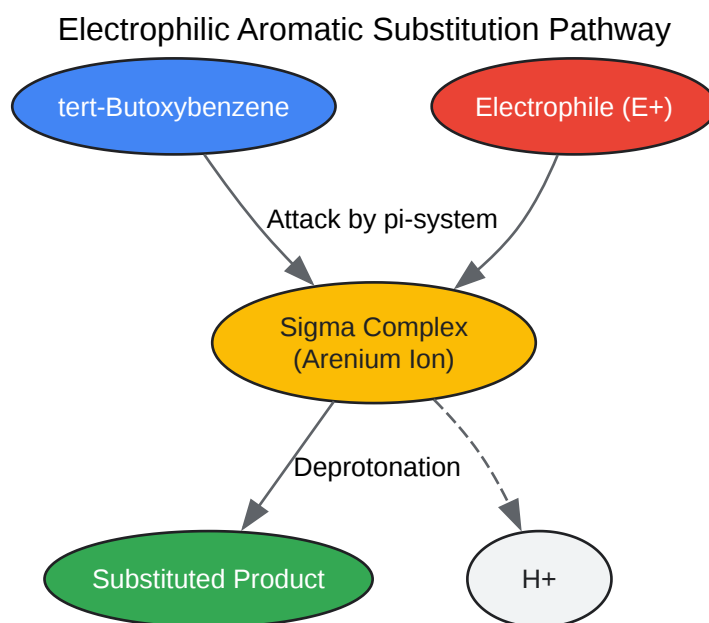 Electrophilic Aromatic Substitution Pathway
tert-Butoxybenzene
Electrophile (E+)
Attack by pi-system
Sigma Complex
(Arenium Ion)
Deprotonation
Substituted Product
H+